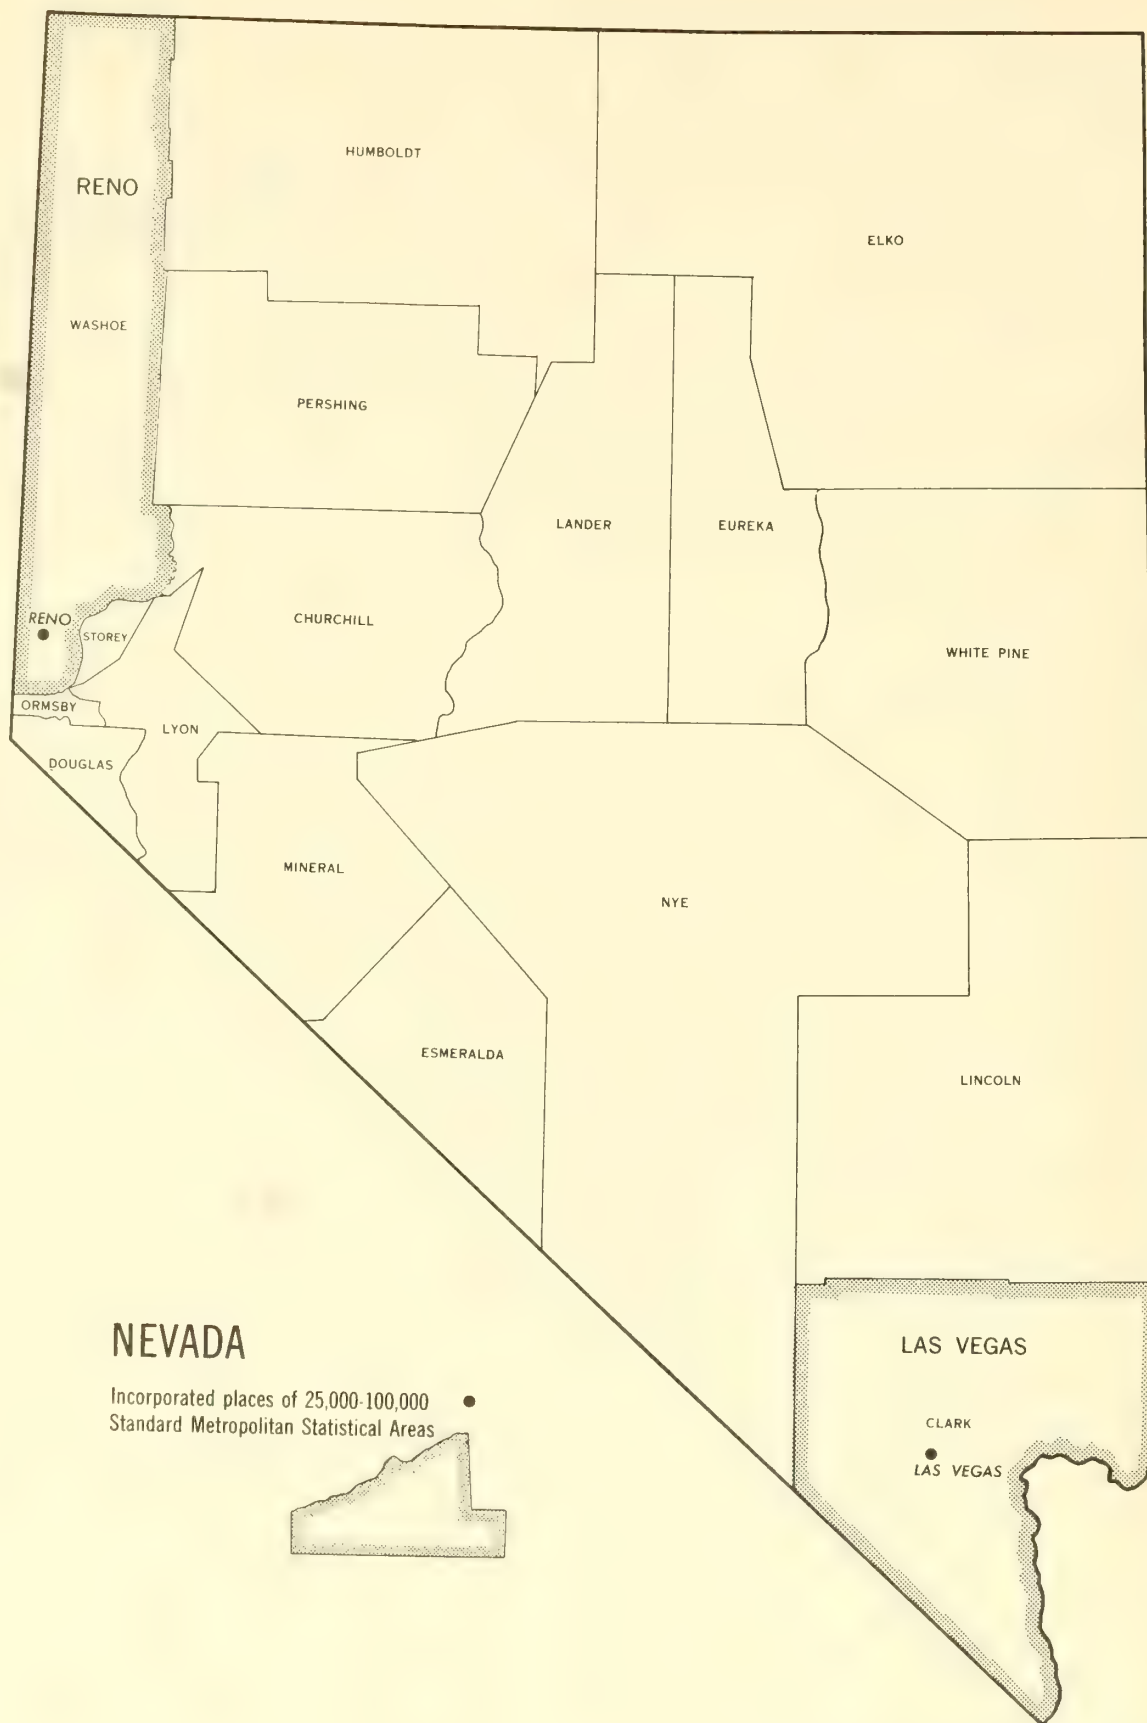 HUMBOLDT
RENO
ELKO
WASHOE
PERSHING
LANDER
EUREKA
RENO
STOREY
CHURCHILL
WHITE PINE
ORMSBY
LYON
DOUGLAS
MINERAL
NYE
ESMERALDA
LINCOLN
NEVADA
Incorporated places of 25,000-100,000
Standard Metropolitan Statistical Areas
LAS VEGAS
CLARK
LAS VEGAS